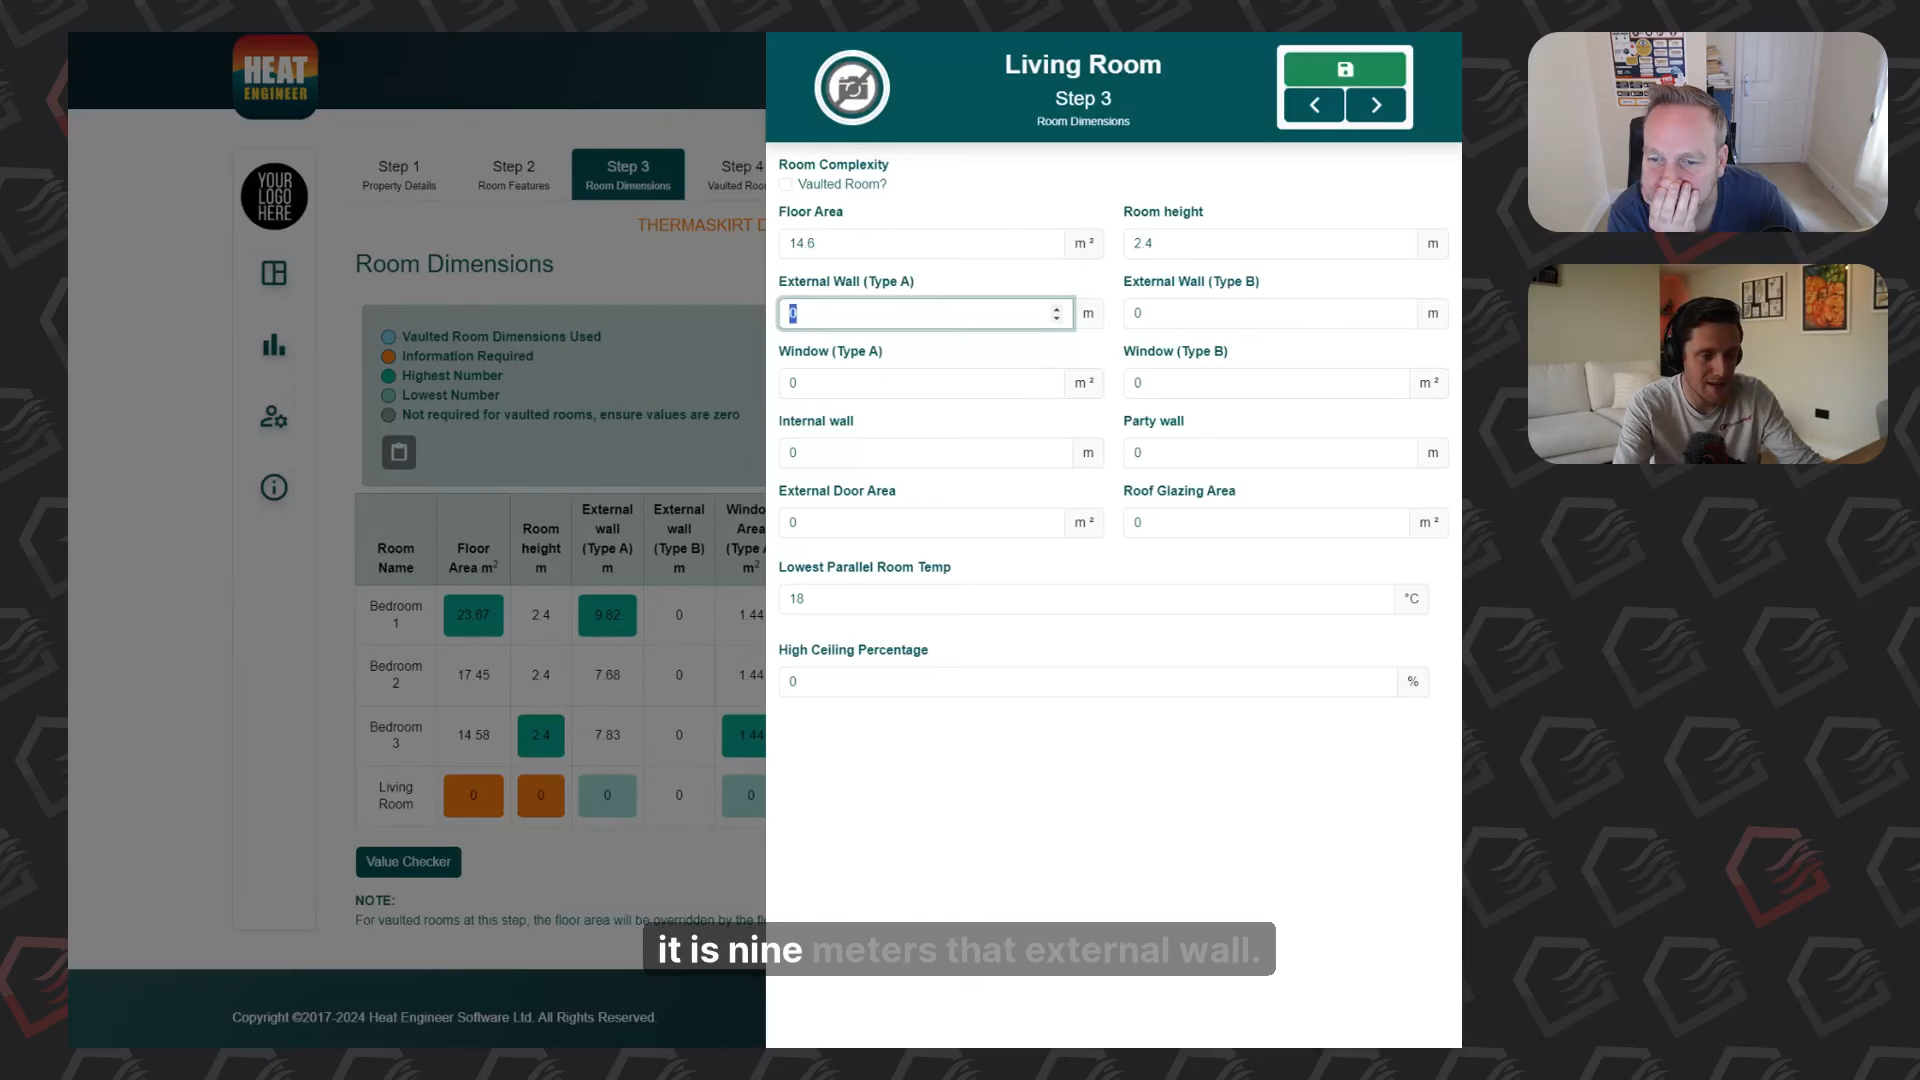 HEAT
ENGINEER
YOUR
LOGO
HERE
Step 1
Property Details
Step 2
Room Features
Step 3
Room Dimensions
Step 4
Vaulted Roo
THERMASKIRT D
Room Dimensions
Vaulted Room Dimensions Used
Information Required
Highest Number
Lowest Number
Not required for vaulted rooms, ensure values are zero
Room Name
Floor Area m²
Room height m
External wall (Type A) m
External wall (Type B) m
Windo Area (Type A m²
Bedroom 1 23.67 2.4 9.82 0 1.44
Bedroom 2 17.45 2.4 7.68 0 1.44
Bedroom 3 14.58 2.4 7.83 0 1.44
Living Room 0 0 0 0 0
Value Checker
NOTE:
For vaulted rooms at this step, the floor area will be overridden by the fl
Copyright ©2017-2024 Heat Engineer Software Ltd. All Rights Reserved.
Living Room
Step 3
Room Dimensions
Room Complexity
Vaulted Room?
Floor Area
14.6 m ²
Room height
2.4 m
External Wall (Type A)
0 m
External Wall (Type B)
0 m
Window (Type A)
0 m ²
Window (Type B)
0 m ²
Internal wall
0 m
Party wall
0 m
External Door Area
0 m ²
Roof Glazing Area
0 m ²
Lowest Parallel Room Temp
18 °C
High Ceiling Percentage
0 %
it is nine meters that external wall.